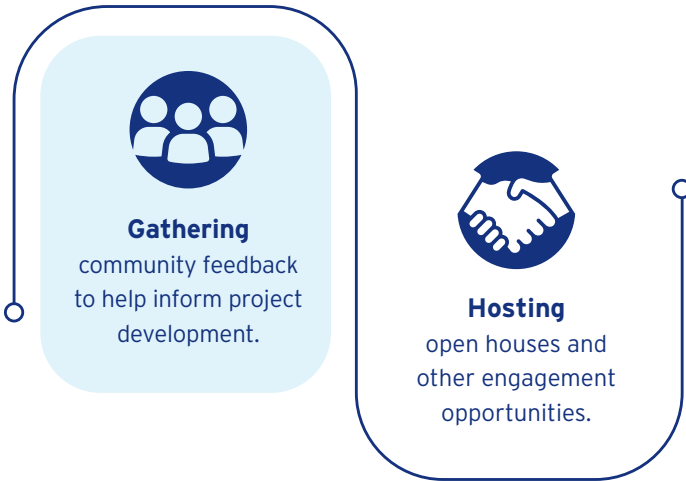 Gathering
community feedback
to help inform project
development.
Hosting
open houses and
other engagement
opportunities.